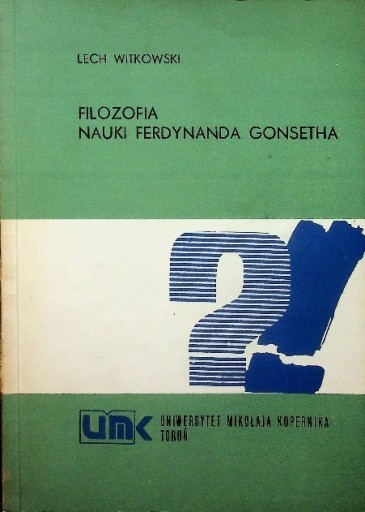 LECH WITKOWSKI
FILOZOFIA
NAUKI FERDYNANDA GONSETHA
?!
umk UNIWERSYTET MIKOŁAJA KOPERNIKA
TORUŃ